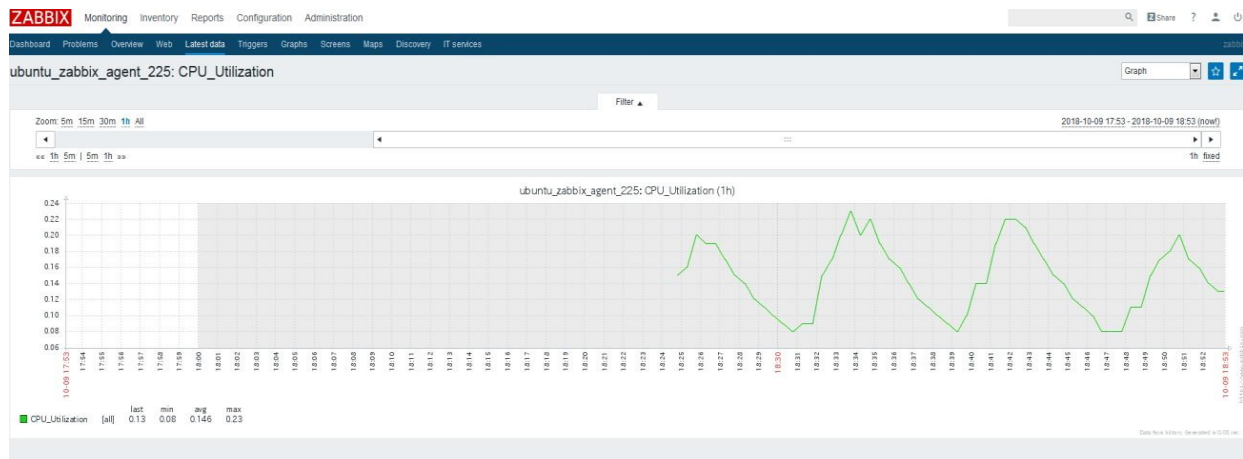 ZABBIX Monitoring Inventory Reports Configuration Administration Share ?
Dashboard Problems Overview Web Latest data Triggers Graphs Screens Maps Discovery IT services
ubuntu_zabbix_agent_225: CPU_Utilization Graph
Filter ▲
Zoom: 5m 15m 30m 1h All 2018-10-09 17:53 - 2018-10-09 18:53 (now!)
«« 1h 5m | 5m 1h »» 1h fixed
ubuntu_zabbix_agent_225: CPU_Utilization (1h)
0.24
0.22
0.20
0.18
0.16
0.14
0.12
0.10
0.08
0.06
10-09 17:53 17:54 17:55 17:56 17:57 17:58 17:59 18:00 18:01 18:02 18:03 18:04 18:05 18:06 18:07 18:08 18:09 18:10 18:11 18:12 18:13 18:14 18:15 18:16 18:17 18:18 18:19 18:20 18:21 18:22 18:23 18:24 18:25 18:26 18:27 18:28 18:29 18:30 18:31 18:32 18:33 18:34 18:35 18:36 18:37 18:38 18:39 18:40 18:41 18:42 18:43 18:44 18:45 18:46 18:47 18:48 18:49 18:50 18:51 18:52 10-09 18:53
last min avg max
CPU_Utilization [all] 0.13 0.08 0.146 0.23